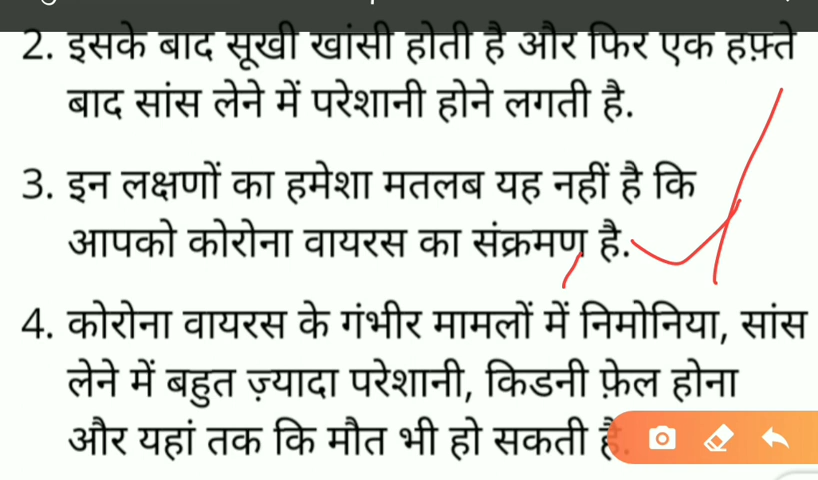 2. इसके बाद सूखी खांसी होती है और फिर एक हफ़्ते
बाद सांस लेने में परेशानी होने लगती है.
3. इन लक्षणों का हमेशा मतलब यह नहीं है कि
आपको कोरोना वायरस का संक्रमण है.
4. कोरोना वायरस के गंभीर मामलों में निमोनिया, सांस
लेने में बहुत ज़्यादा परेशानी, किडनी फ़ेल होना
और यहां तक कि मौत भी हो सकती है.